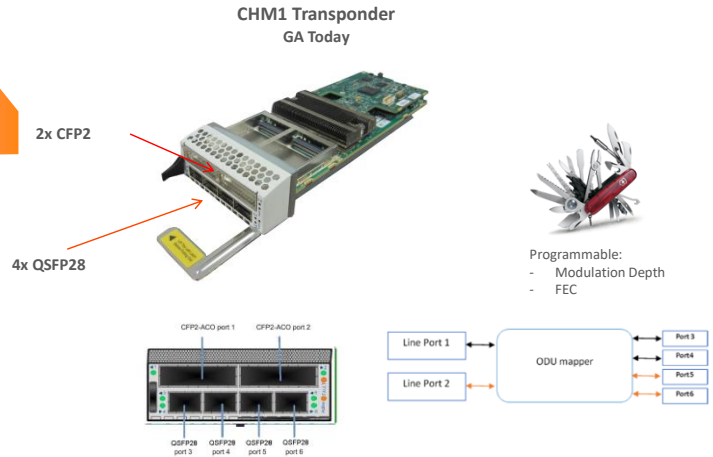 CHM1 Transponder
GA Today
2x CFP2
4x QSFP28
Programmable:
- Modulation Depth
- FEC
CFP2-ACO port 1
CFP2-ACO port 2
QSFP28
port 3
QSFP28
port 4
QSFP28
port 5
QSFP28
port 6
Line Port 1
Line Port 2
ODU mapper
Port3
Port4
Port5
Port6